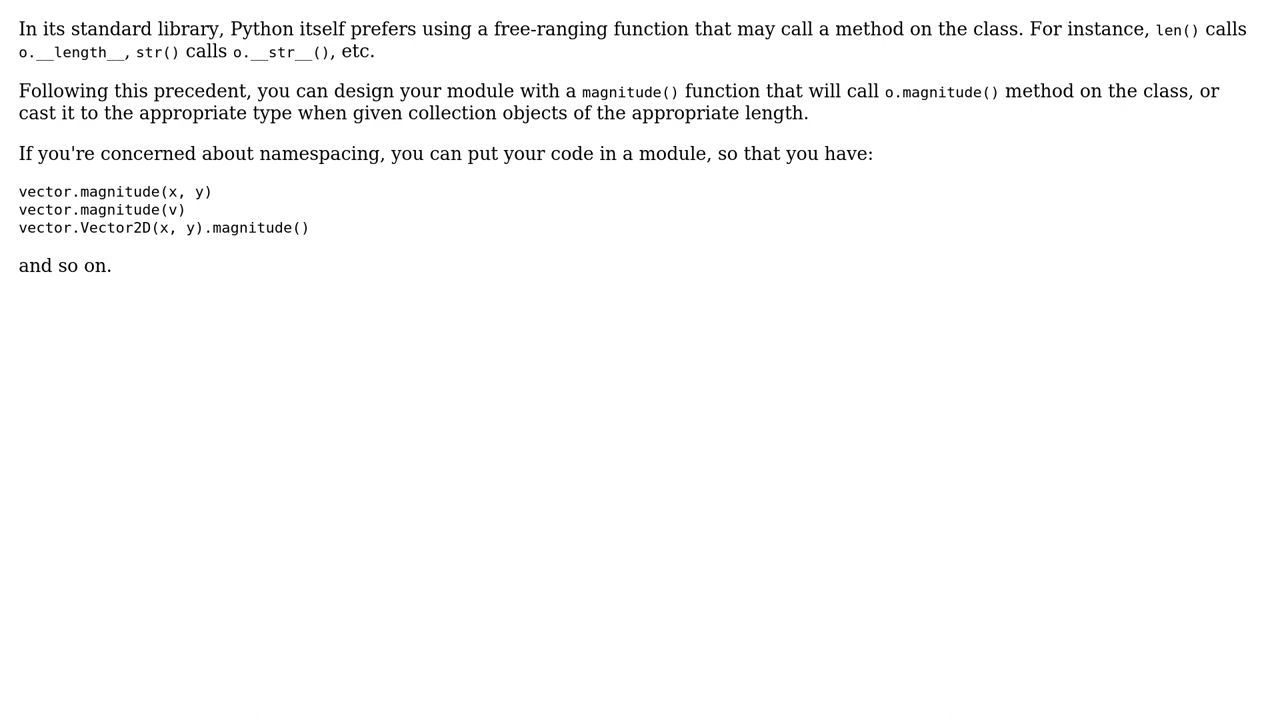 In its standard library, Python itself prefers using a free-ranging function that may call a method on the class. For instance, len() calls
o.__length__, str() calls o.__str__(), etc.
Following this precedent, you can design your module with a magnitude() function that will call o.magnitude() method on the class, or
cast it to the appropriate type when given collection objects of the appropriate length.
If you're concerned about namespacing, you can put your code in a module, so that you have:
vector.magnitude(x, y)
vector.magnitude(v)
vector.Vector2D(x, y).magnitude()
and so on.